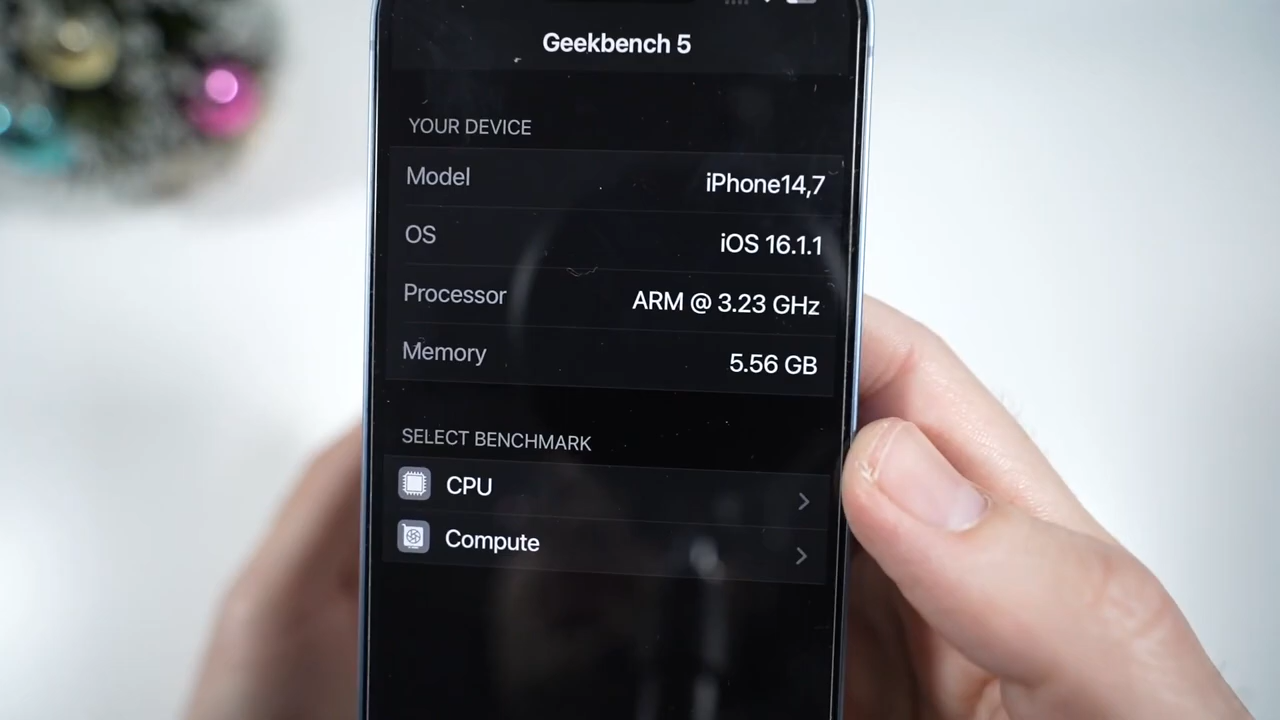 Geekbench 5
YOUR DEVICE
Model iPhone14,7
OS iOS 16.1.1
Processor ARM @ 3.23 GHz
Memory 5.56 GB
SELECT BENCHMARK
CPU
Compute